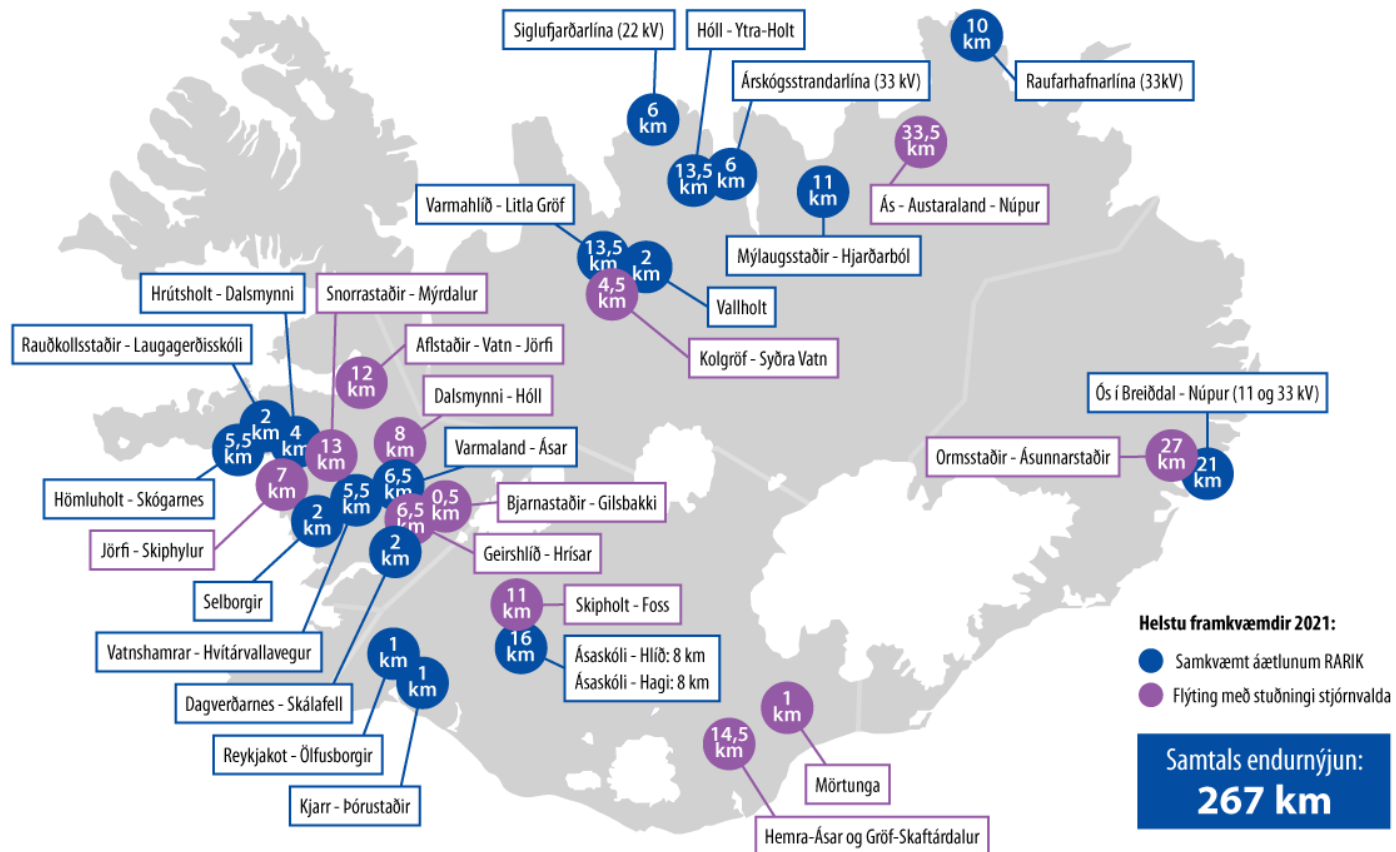 Siglufjarðarlína (22 kV)
Hóll - Ytra-Holt
10
km
Árskógsstrandarlína (33 kV)
Raufarhafnarlína (33kV)
6
km
33,5
km
13,5
km
6
km
11
km
Varmahlíð - Litla Gröf
Ás - Austaraland - Núpur
13,5
km
2
km
Mýlaugsstaðir - Hjarðarból
4,5
km
Vallholt
Hrútsholt - Dalsmynni
Snorrastaðir - Mýrdalur
Rauðkollsstaðir - Laugagerðisskóli
Aflstaðir - Vatn - Jörfi
Kolgröf - Syðra Vatn
12
km
Dalsmynni - Hóll
Ós í Breiðdal - Núpur (11 og 33 kV)
2
km
4
km
5,5
km
13
km
8
km
Varmaland - Ásar
Ormsstaðir - Ásunnarstaðir
27
km
21
km
7
km
Hömluholt - Skógarnes
6,5
km
5,5
km
0,5
km
Bjarnastaðir - Gilsbakki
2
km
6,5
km
Jörfi - Skiphylur
Geirshlíð - Hrísar
2
km
Selborgir
11
km
Skipholt - Foss
Vatnshamrar - Hvítárvallavegur
16
km
Ásaskóli - Hlíð: 8 km
Ásaskóli - Hagi: 8 km
1
km
1
km
Dagverðarnes - Skálafell
Reykjakot - Ölfusborgir
Kjarr - Þórustaðir
1
km
14,5
km
Mörtunga
Hemra-Ásar og Gröf-Skaftárdalur
Helstu framkvæmdir 2021:
Samkvæmt áætlunum RARIK
Flýting með stuðningi stjórnvalda
Samtals endurnýjun:
267 km